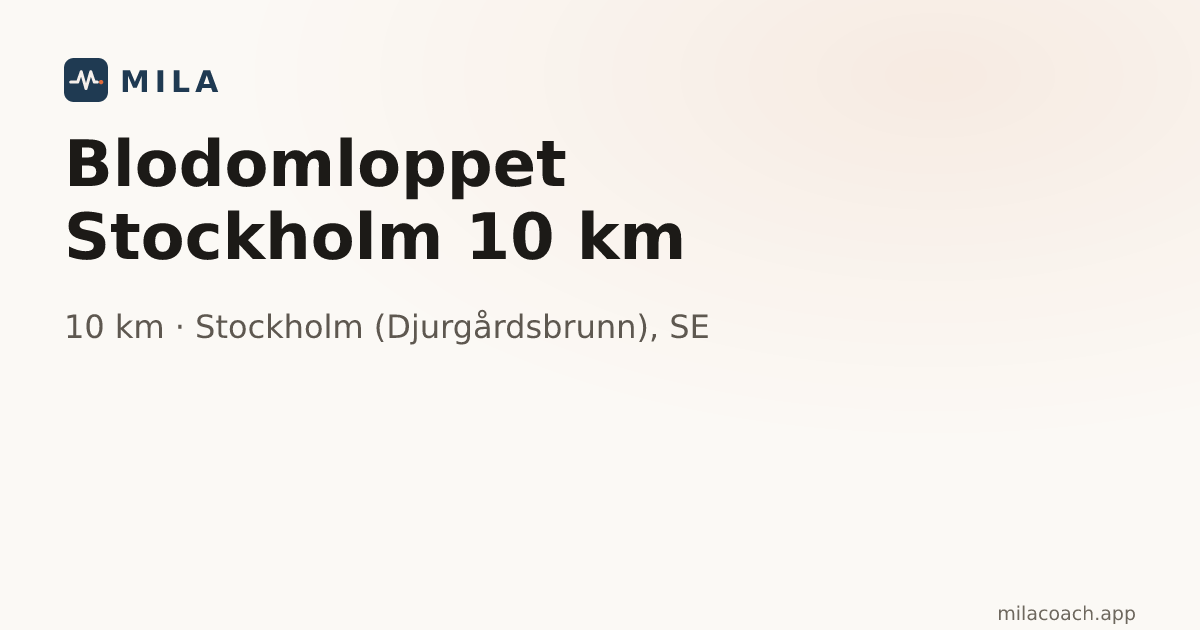 MILA
Blodomloppet
Stockholm 10 km
10 km · Stockholm (Djurgårdsbrunn), SE
milacoach.app